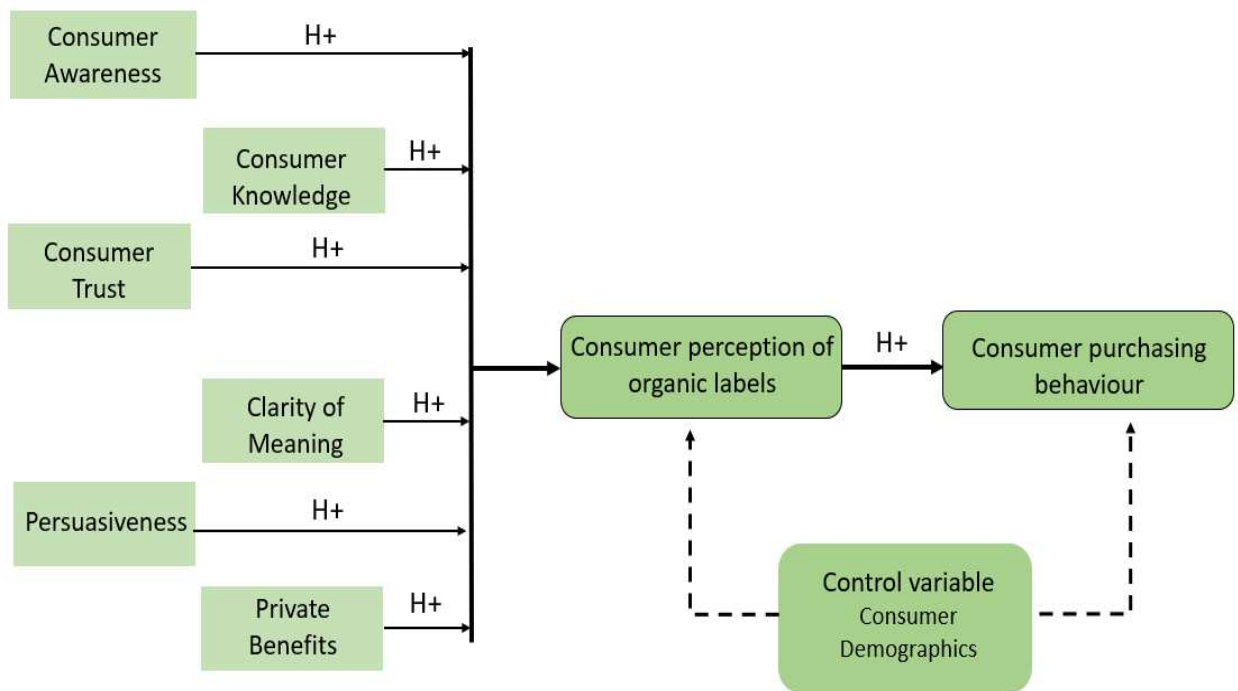 Consumer
Awareness
H+
Consumer
Knowledge
H+
Consumer
Trust
H+
Clarity of
Meaning
H+
Persuasiveness
H+
Private
Benefits
H+
Consumer perception of
organic labels
H+
Consumer purchasing
behaviour
Control variable
Consumer
Demographics